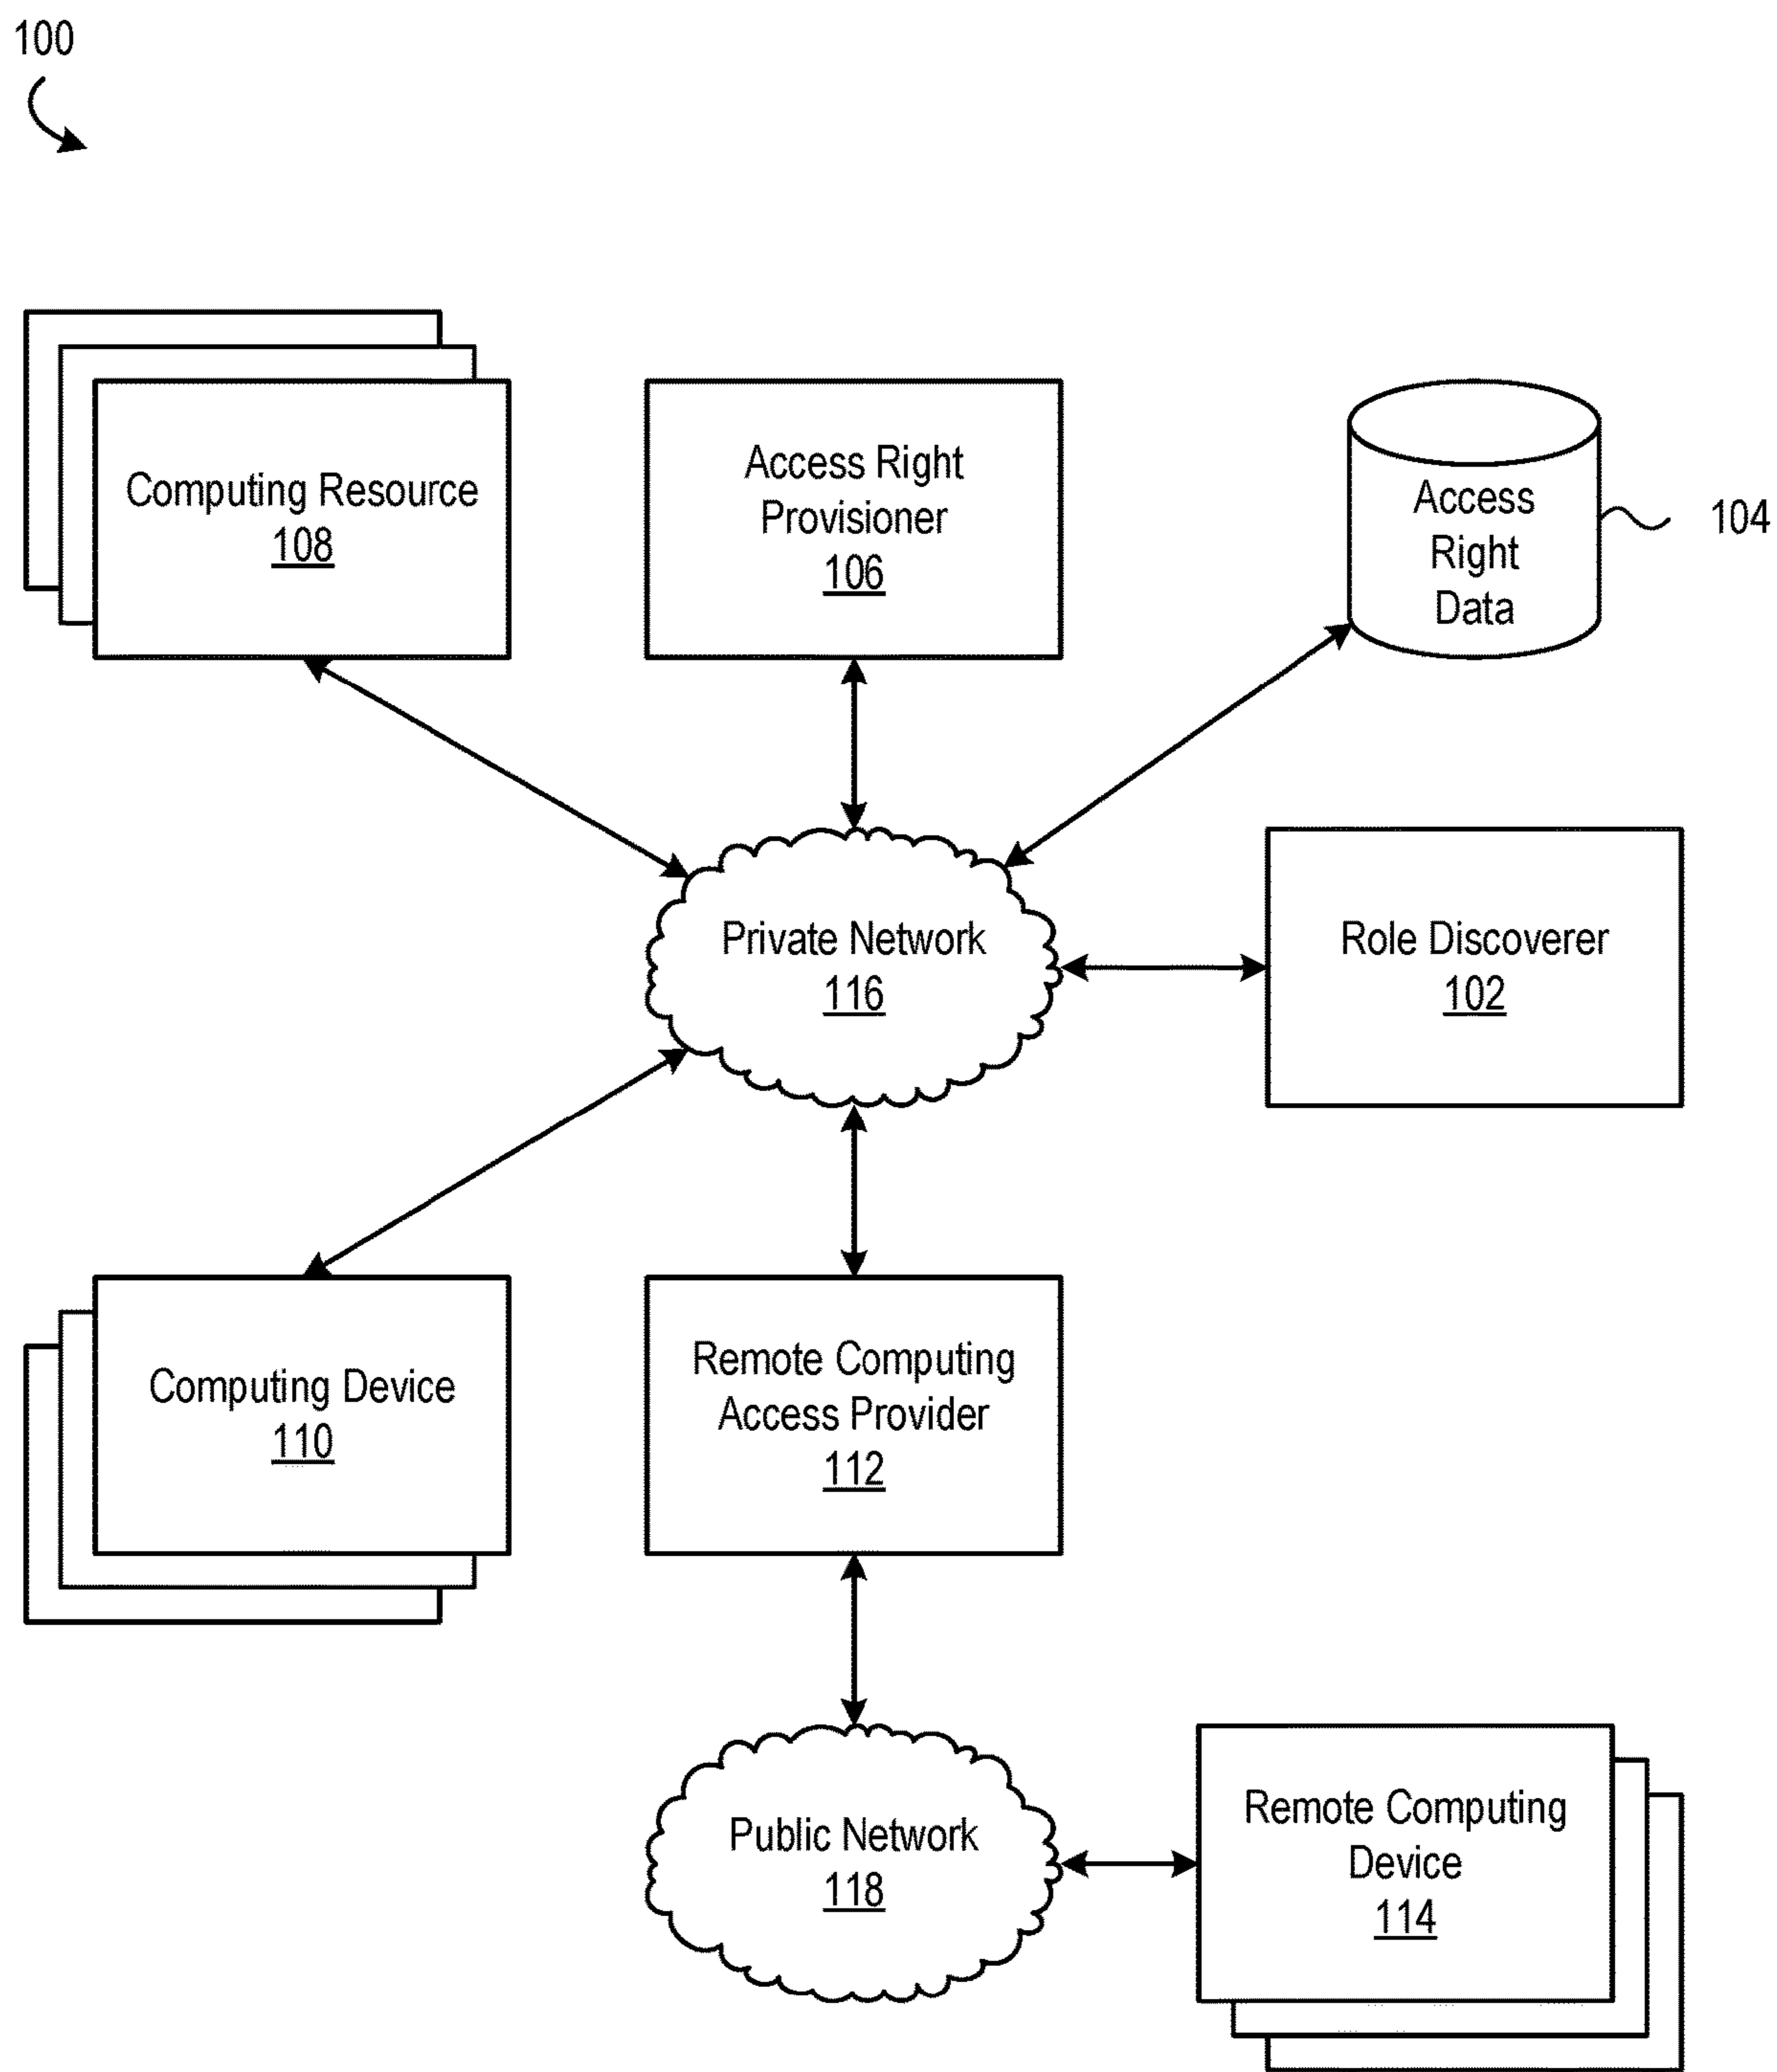 100
Computing Resource
108
Access Right
Provisioner
106
Access
Right
Data
104
Private Network
116
Role Discoverer
102
Computing Device
110
Remote Computing
Access Provider
112
Public Network
118
Remote Computing
Device
114